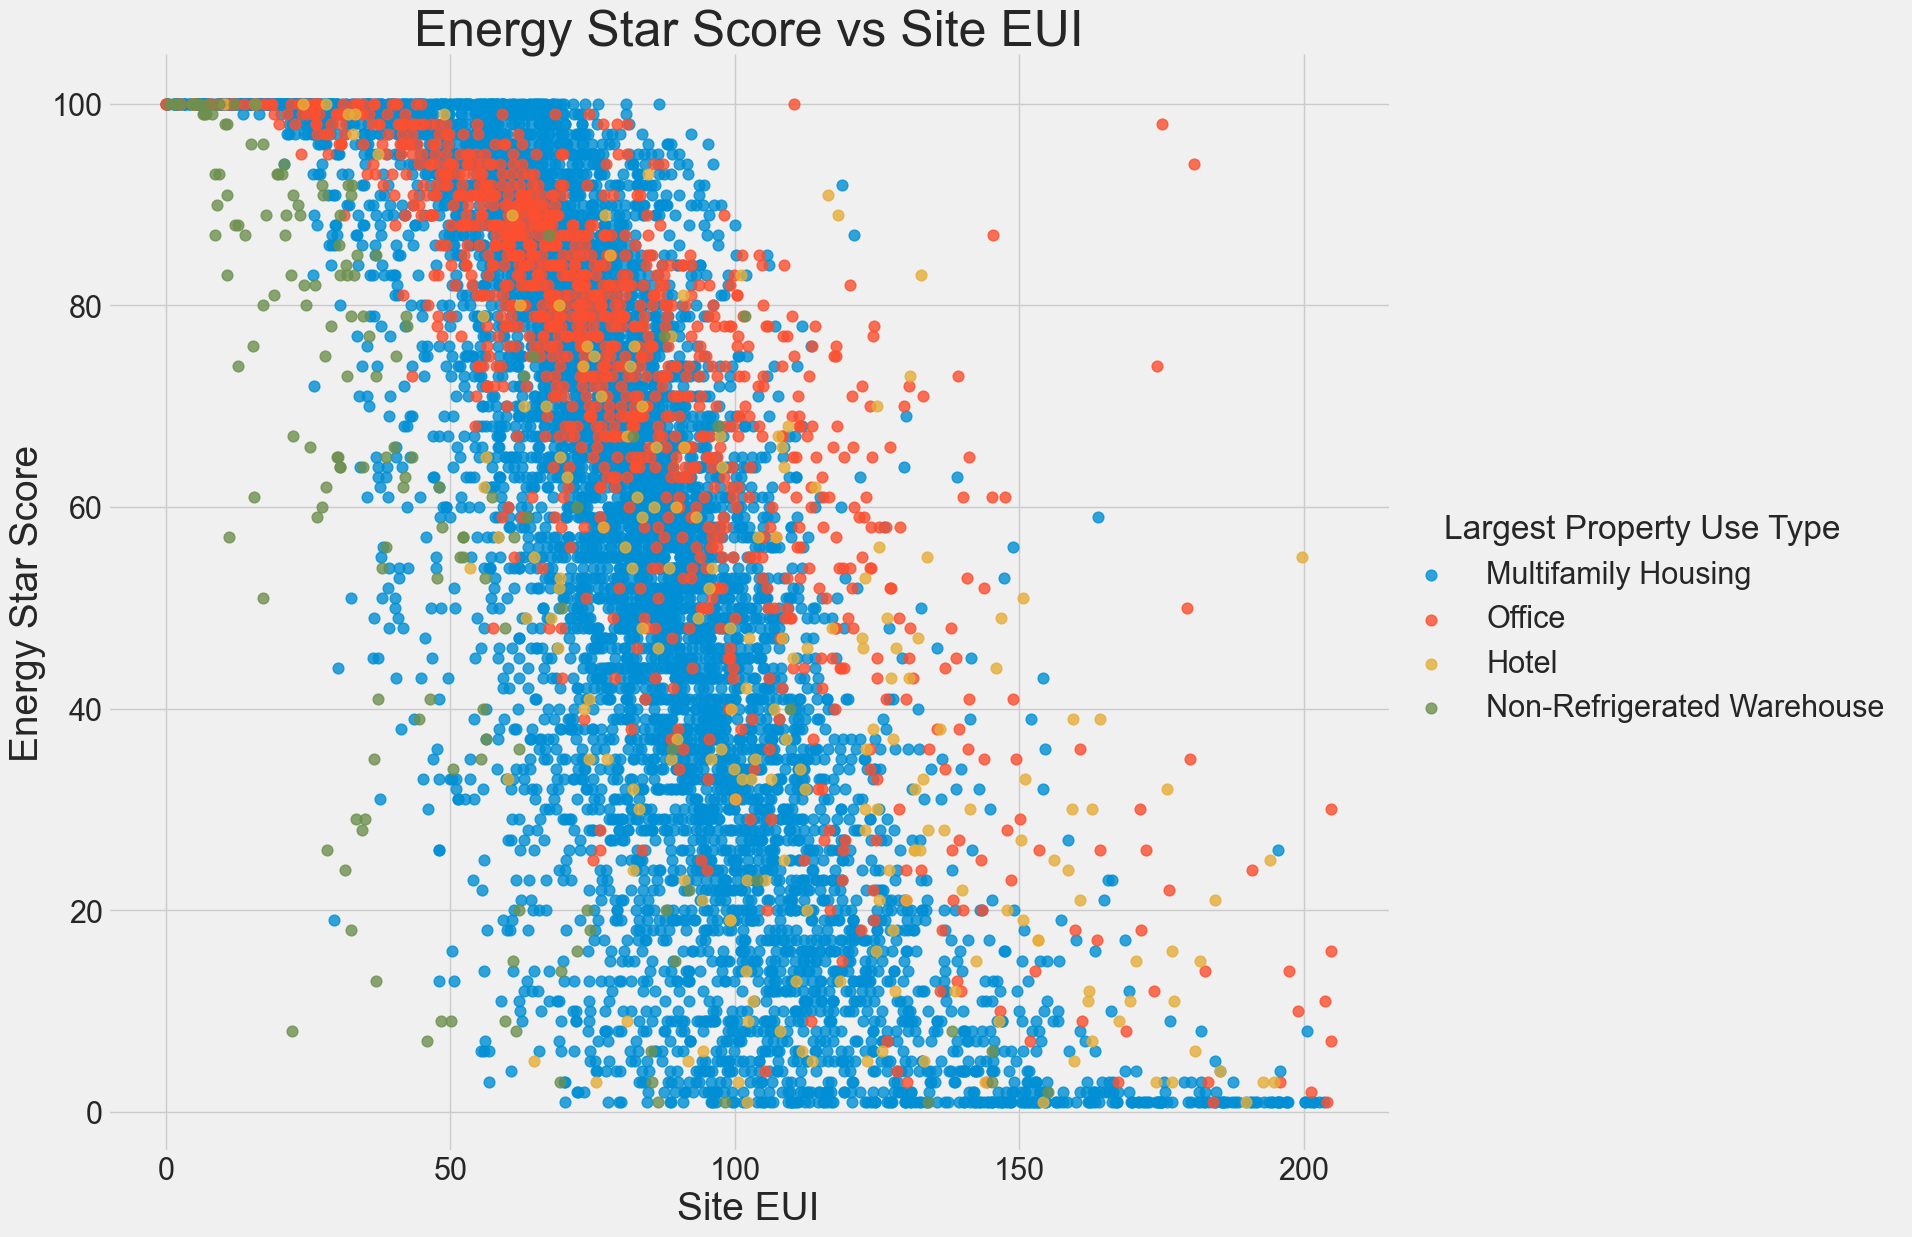 Energy Star Score vs Site EUI
Energy Star Score
100
80
60
40
20
0
0
50
100
150
200
Site EUI
Largest Property Use Type
Multifamily Housing
Office
Hotel
Non-Refrigerated Warehouse